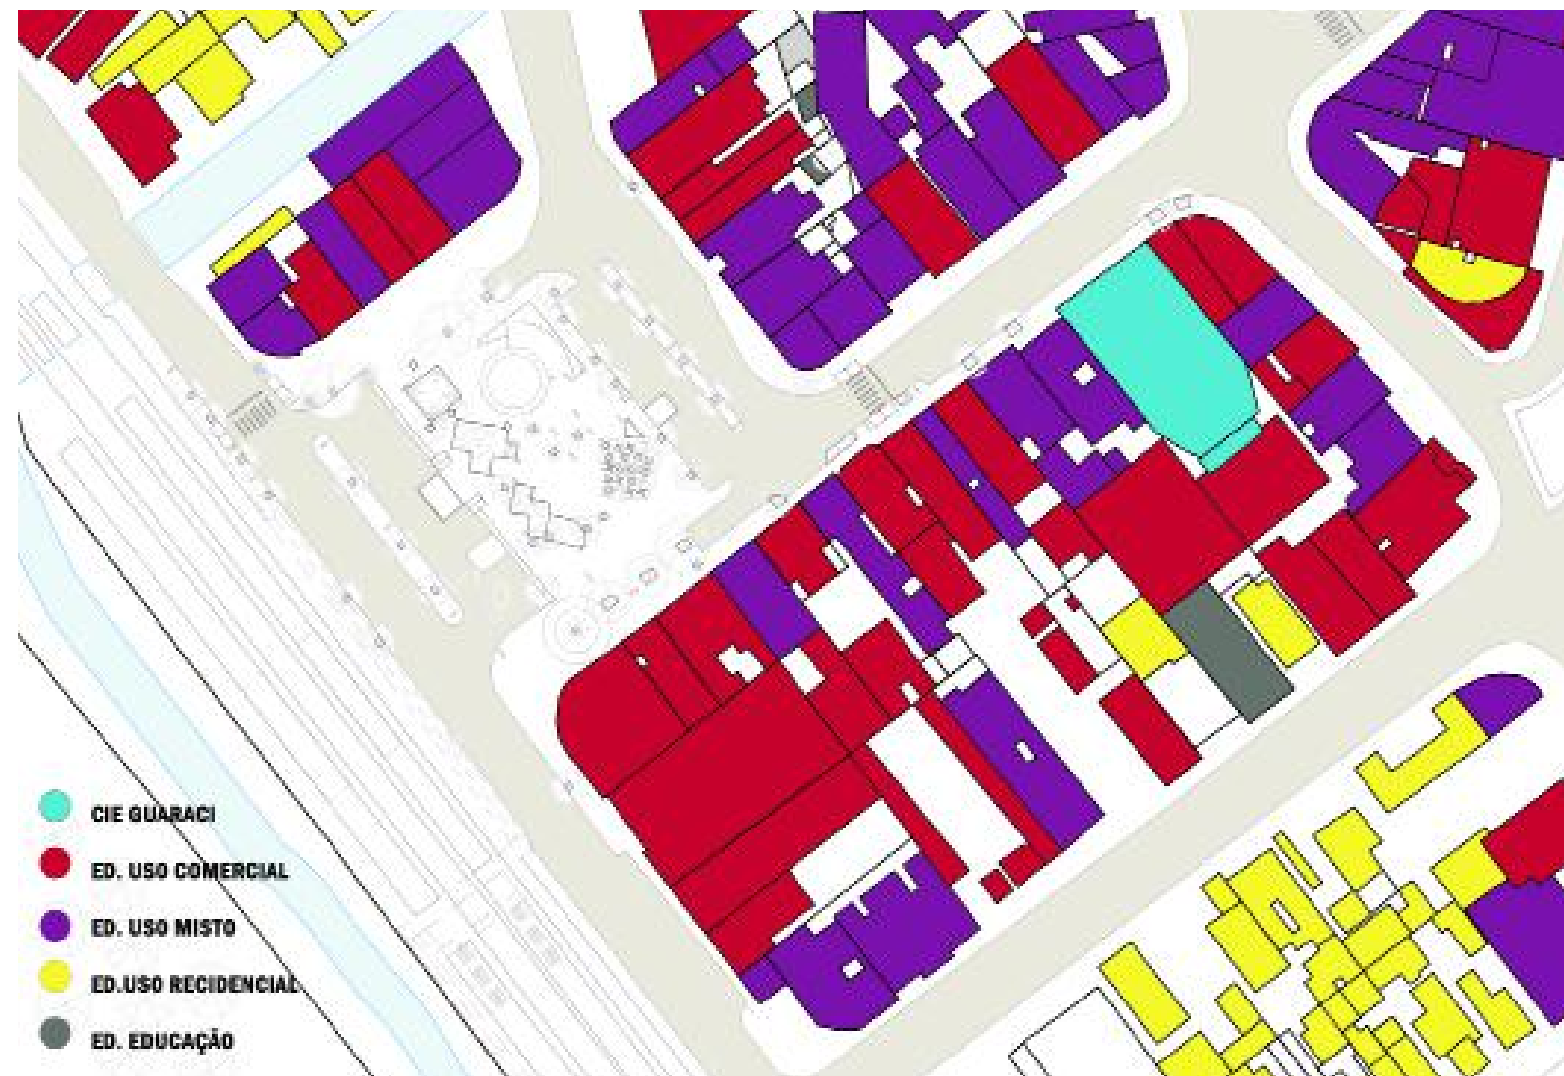 CIE GUARACI
ED. USO COMERCIAL
ED. USO MISTO
ED.USO RECIDENCIAL
ED. EDUCAÇÃO